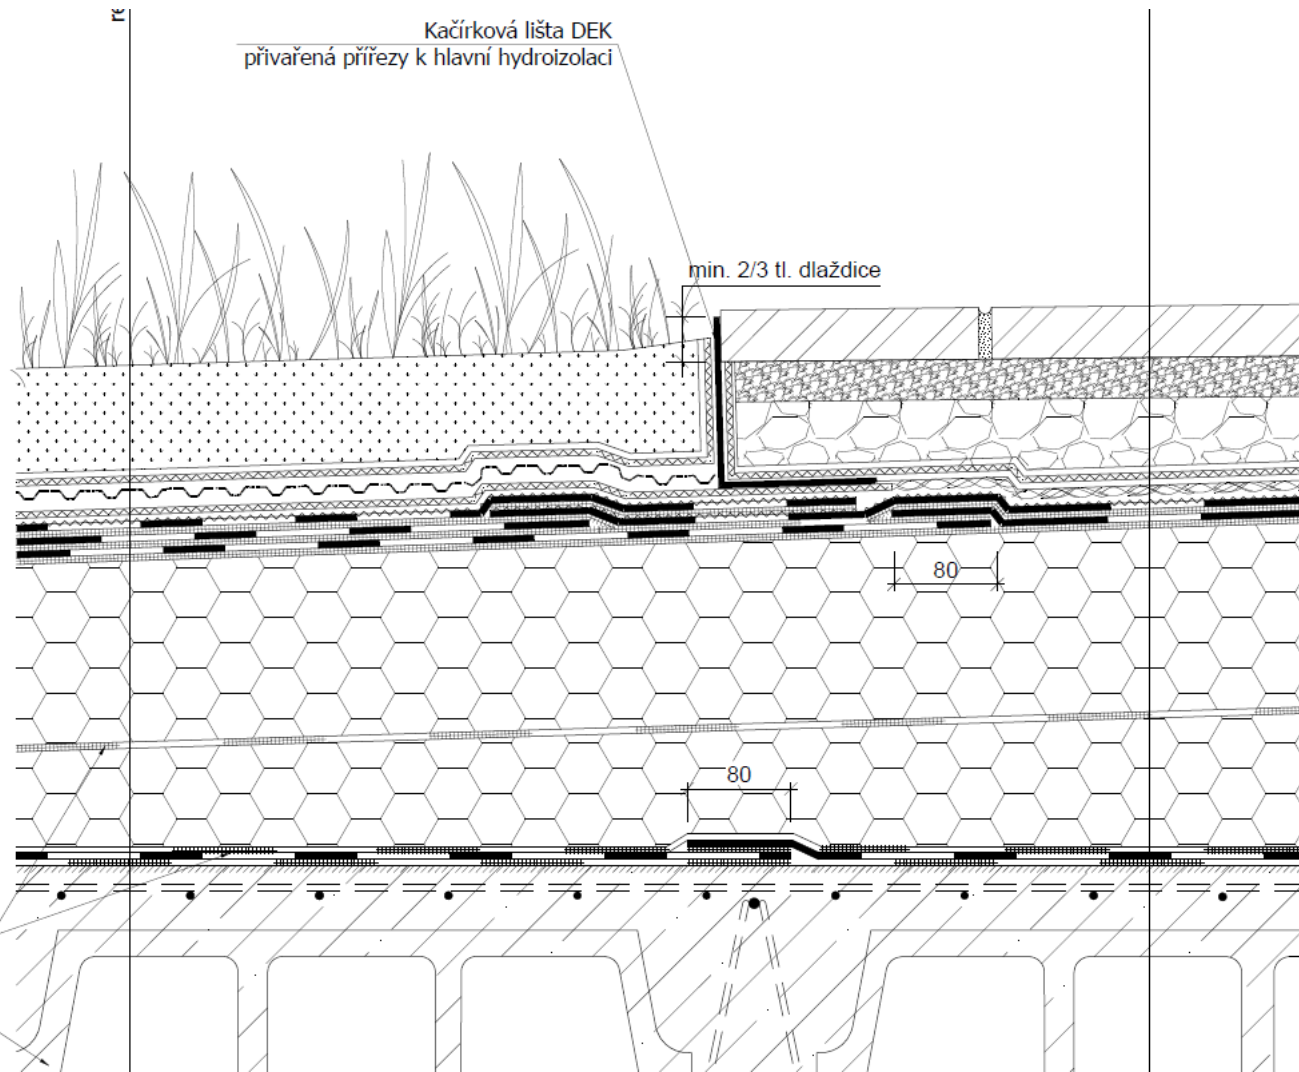 Kačírková lišta DEK
přivařená přířezy k hlavní hydroizolaci
min. 2/3 tl. dlaždice
80
80